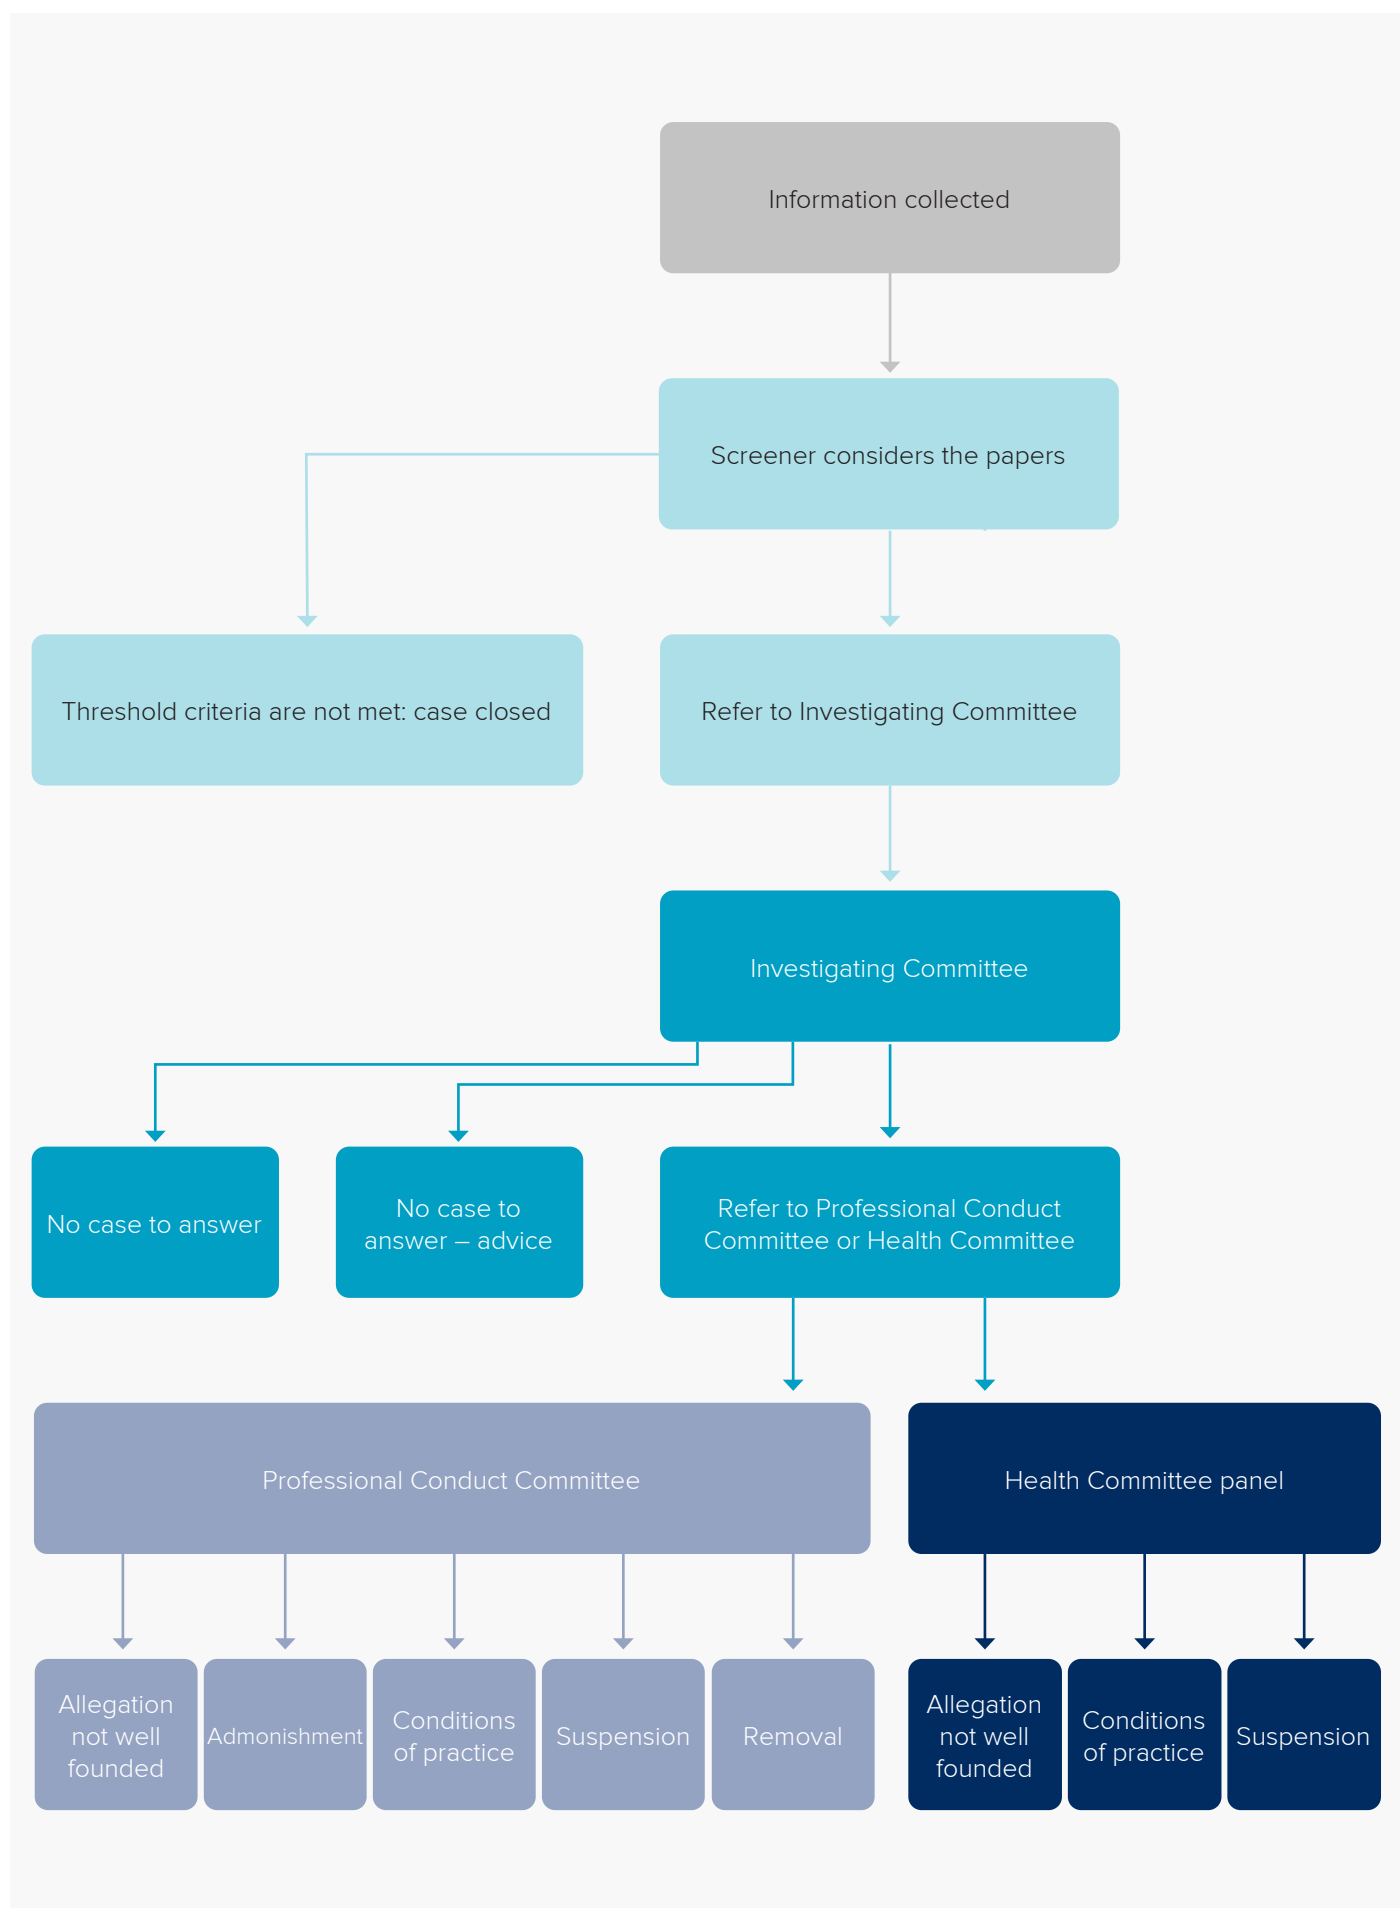 Information collected
Screener considers the papers
Threshold criteria are not met: case closed
Refer to Investigating Committee
Investigating Committee
No case to answer
No case to
answer – advice
Refer to Professional Conduct
Committee or Health Committee
Professional Conduct Committee
Health Committee panel
Allegation
not well
founded
Admonishment
Conditions
of practice
Suspension
Removal
Allegation
not well
founded
Conditions
of practice
Suspension